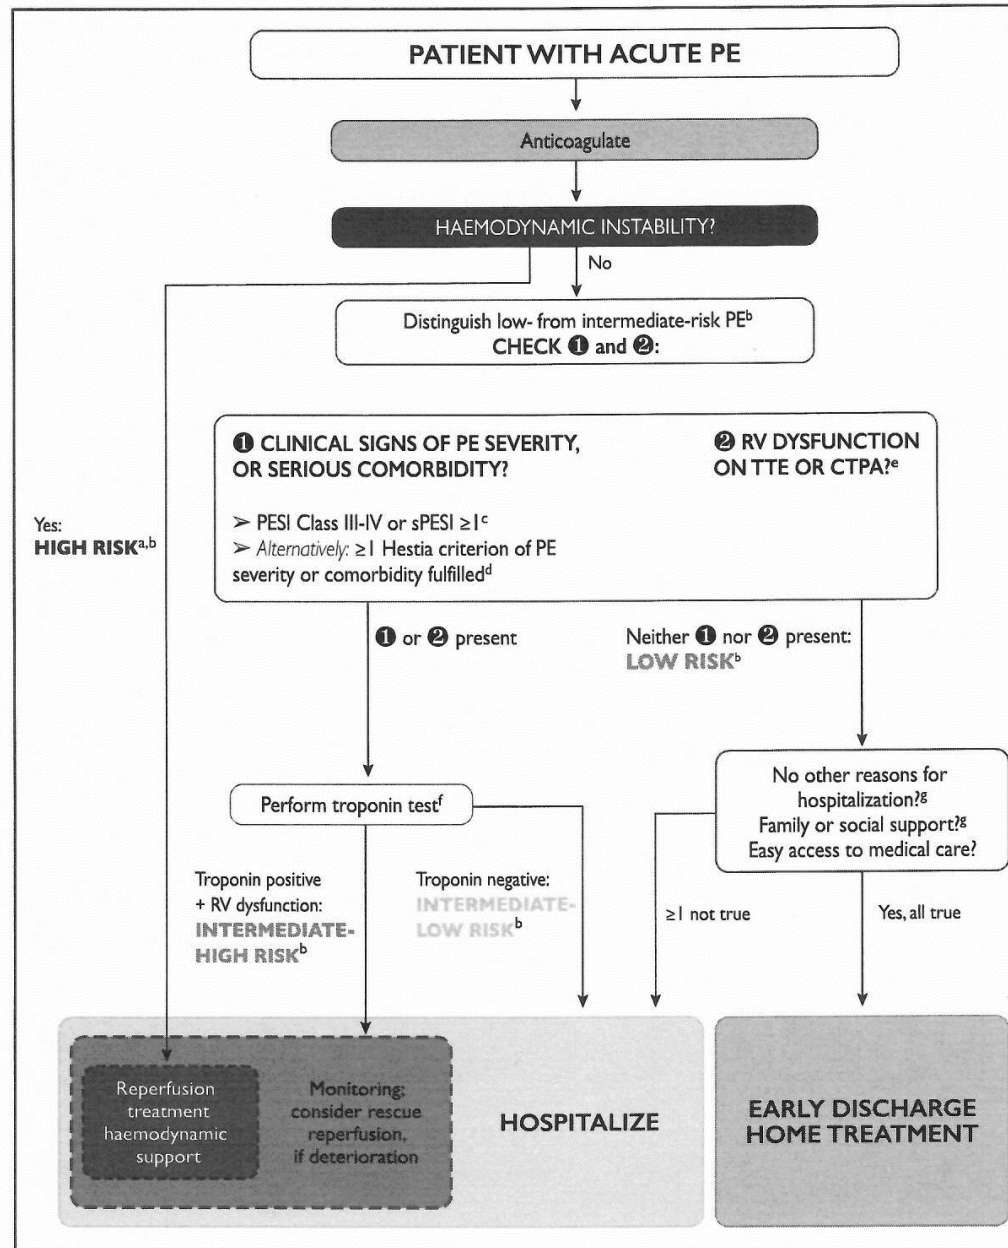 PATIENT WITH ACUTE PE
Anticoagulate
HAEMODYNAMIC INSTABILITY?
No
Distinguish low- from intermediate-risk PEᵇ
CHECK ❶ and ❷:
❶ CLINICAL SIGNS OF PE SEVERITY,
OR SERIOUS COMORBIDITY?
➢ PESI Class III-IV or sPESI ≥1ᶜ
➢ Alternatively: ≥1 Hestia criterion of PE
severity or comorbidity fulfilledᵈ
❷ RV DYSFUNCTION
ON TTE OR CTPA?ᵉ
Yes:
HIGH RISKᵃ,ᵇ
❶ or ❷ present
Neither ❶ nor ❷ present:
LOW RISKᵇ
Perform troponin testᶠ
No other reasons for
hospitalization?ᵍ
Family or social support?ᵍ
Easy access to medical care?
Troponin positive
+ RV dysfunction:
INTERMEDIATE-
HIGH RISKᵇ
Troponin negative:
INTERMEDIATE-
LOW RISKᵇ
≥1 not true
Yes, all true
Reperfusion
treatment
haemodynamic
support
Monitoring;
consider rescue
reperfusion,
if deterioration
HOSPITALIZE
EARLY DISCHARGE
HOME TREATMENT